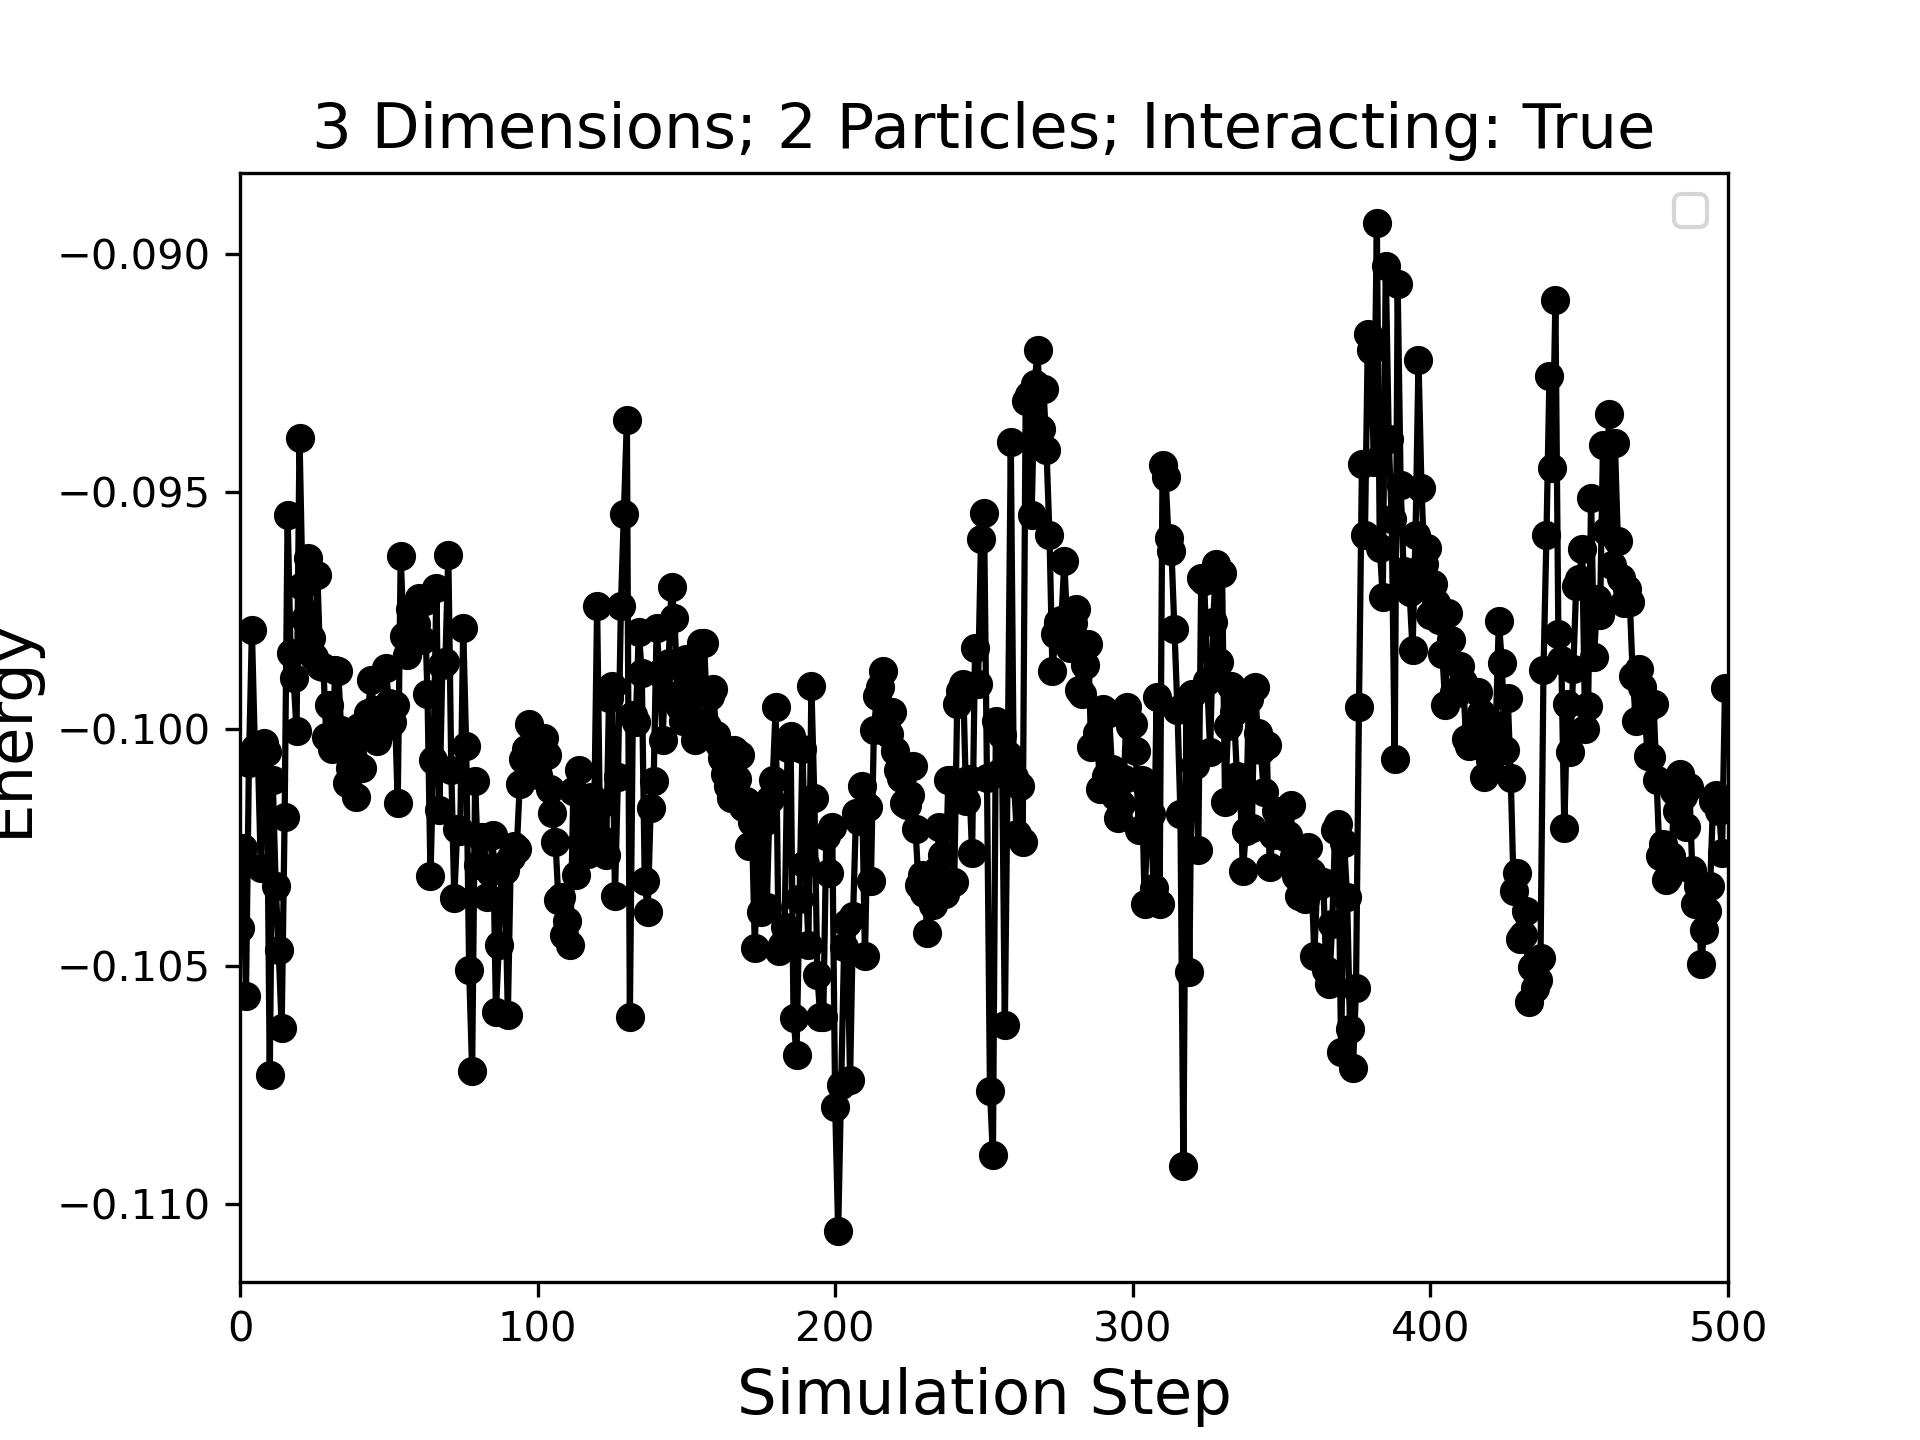 3 Dimensions; 2 Particles; Interacting: True
Energy
−0.090
−0.095
−0.100
−0.105
−0.110
0 100 200 300 400 500
Simulation Step